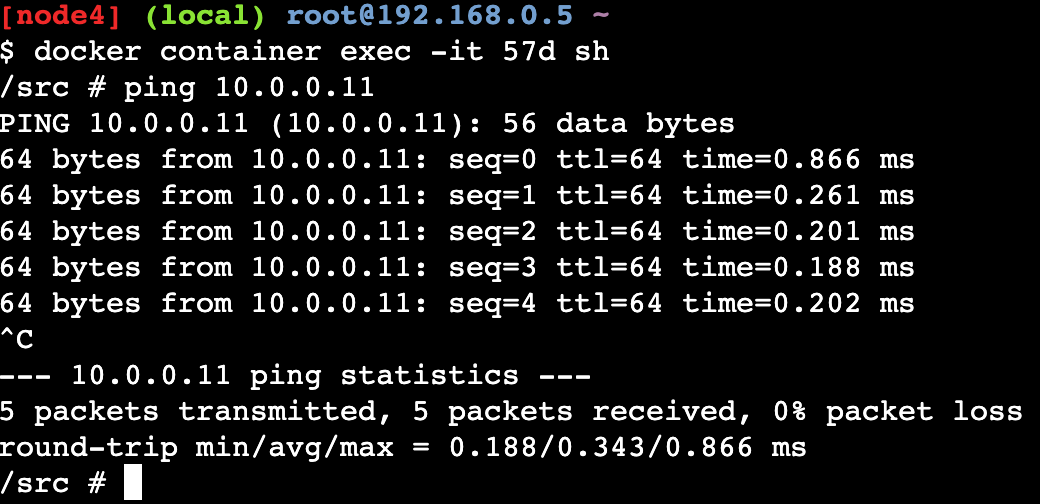 [node4] (local) root@192.168.0.5 ~
$ docker container exec -it 57d sh
/src # ping 10.0.0.11
PING 10.0.0.11 (10.0.0.11): 56 data bytes
64 bytes from 10.0.0.11: seq=0 ttl=64 time=0.866 ms
64 bytes from 10.0.0.11: seq=1 ttl=64 time=0.261 ms
64 bytes from 10.0.0.11: seq=2 ttl=64 time=0.201 ms
64 bytes from 10.0.0.11: seq=3 ttl=64 time=0.188 ms
64 bytes from 10.0.0.11: seq=4 ttl=64 time=0.202 ms
^C
--- 10.0.0.11 ping statistics ---
5 packets transmitted, 5 packets received, 0% packet loss
round-trip min/avg/max = 0.188/0.343/0.866 ms
/src #